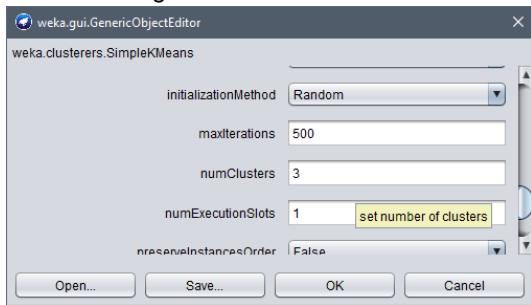 weka.gui.GenericObjectEditor
weka.clusterers.SimpleKMeans
initializationMethod Random
maxIterations 500
numClusters 3
numExecutionSlots 1 set number of clusters
preserveInstancesOrder False
Open... Save... OK Cancel